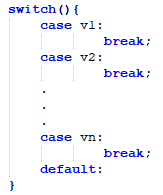 switch(){
case v1:
break;
case v2:
break;
.
.
.
case vn:
break;
default:
}